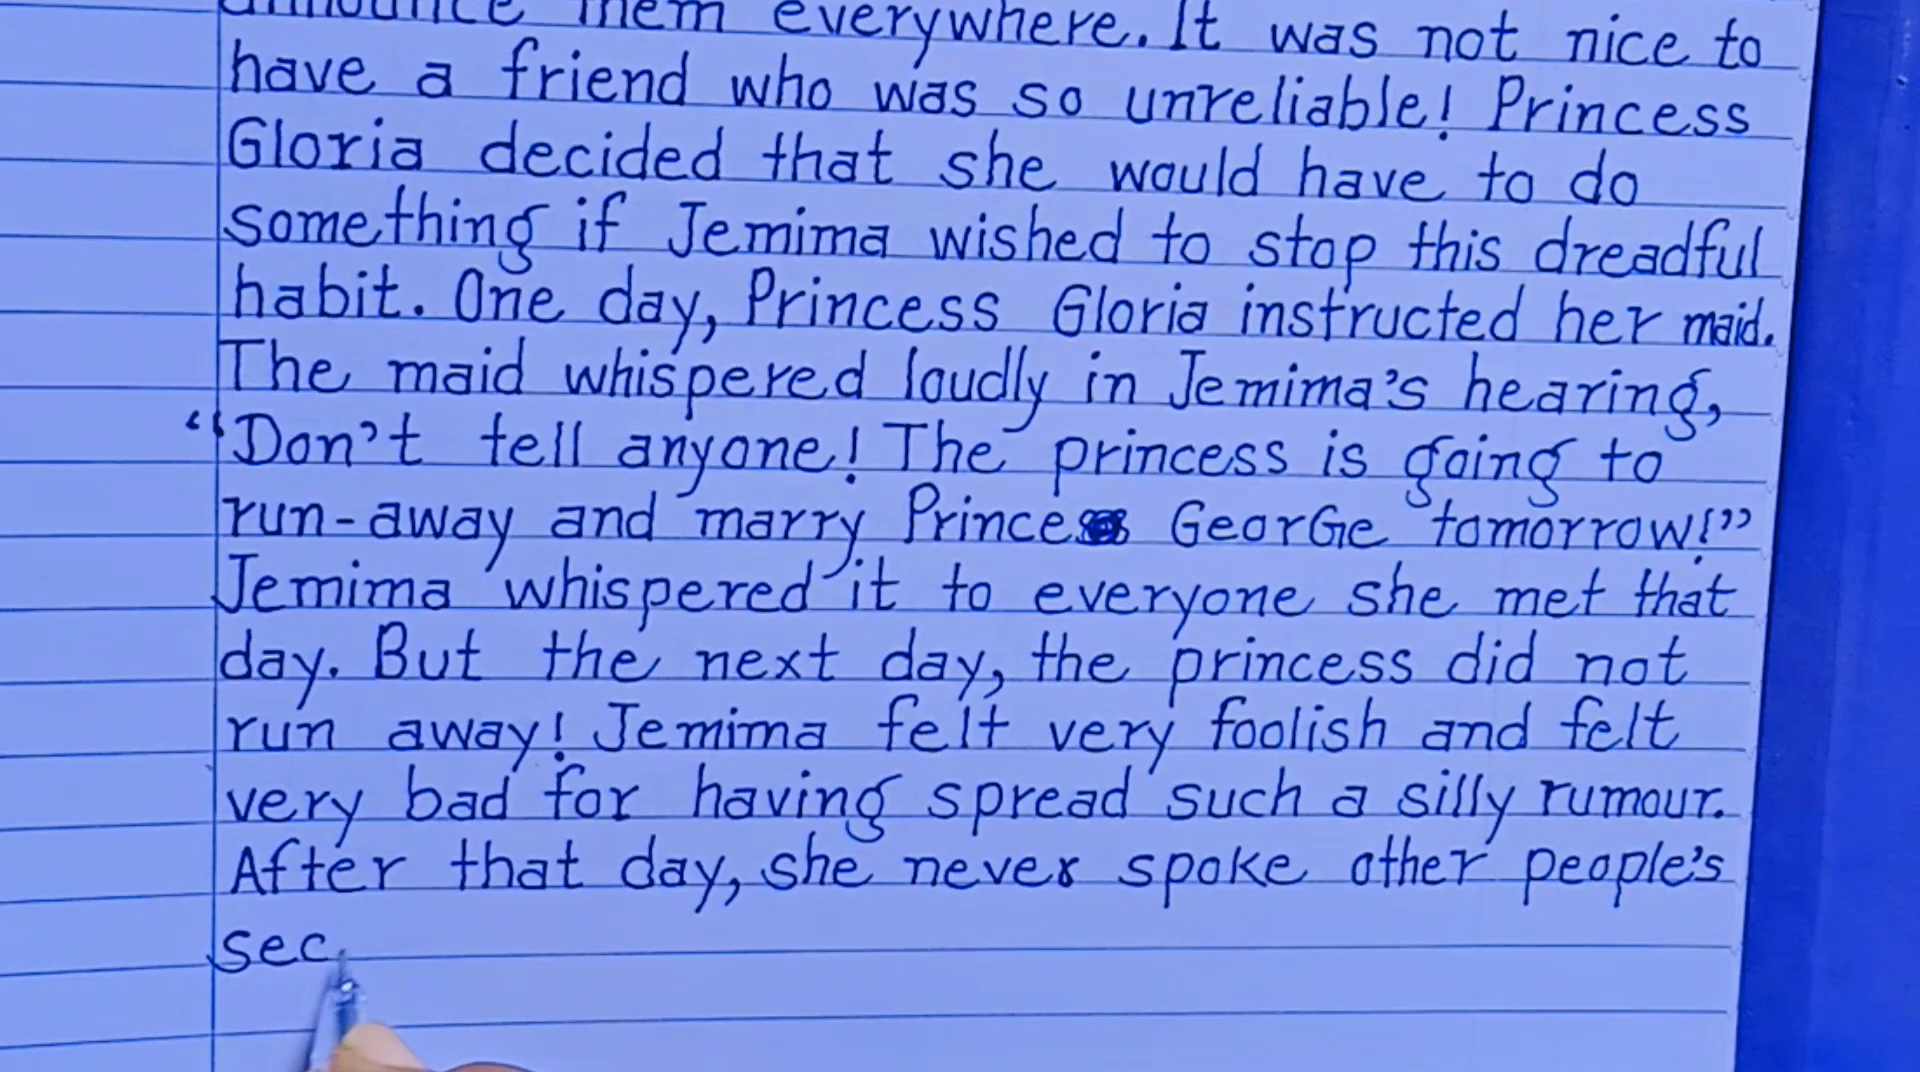 announce them everywhere. It was not nice to
have a friend who was so unreliable! Princess
Gloria decided that she would have to do
something if Jemima wished to stop this dreadful
habit. One day, Princess Gloria instructed her maid.
The maid whispered loudly in Jemima's hearing,
“Don't tell anyone! The princess is going to
run-away and marry Prince GeorGe tomorrow!”
Jemima whispered it to everyone she met that
day. But the next day, the princess did not
run away! Jemima felt very foolish and felt
very bad for having spread such a silly rumour.
After that day, she never spoke other people's
sec